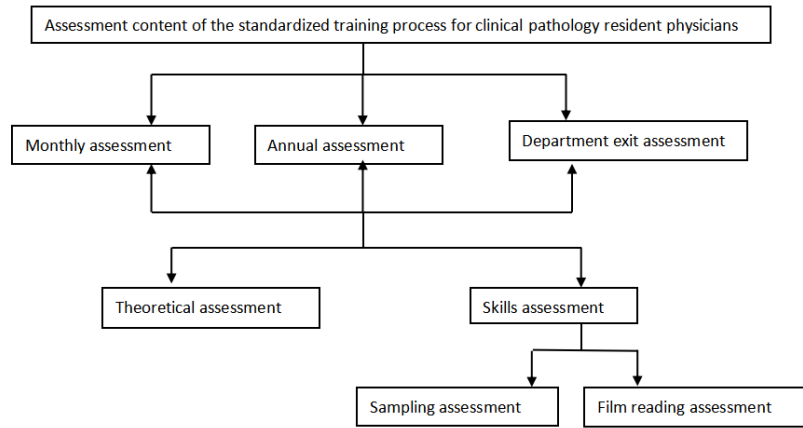 Assessment content of the standardized training process for clinical pathology resident physicians
Monthly assessment
Annual assessment
Department exit assessment
Theoretical assessment
Skills assessment
Sampling assessment
Film reading assessment